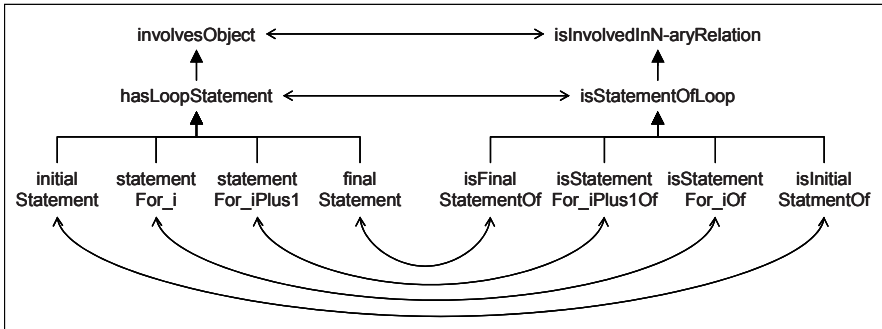 involvesObject
isInvolvedInN-aryRelation
hasLoopStatement
isStatementOfLoop
initial
Statement
statement
For_i
statement
For_iPlus1
final
Statement
isFinal
StatementOf
isStatement
For_iPlus1Of
isStatement
For_iOf
isInitial
StatmentOf